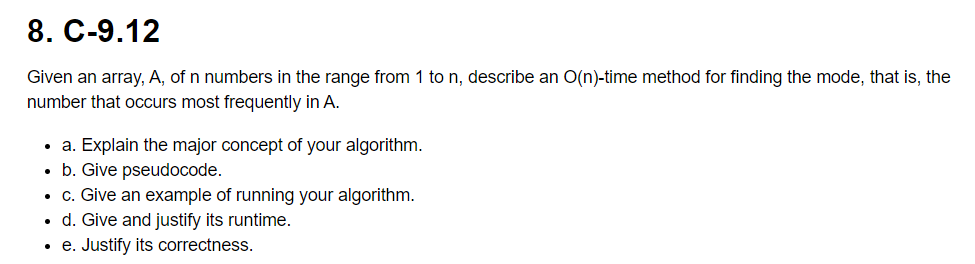 8. C-9.12
Given an array, A, of n numbers in the range from 1 to n, describe an O(n)-time method for finding the mode, that is, the
number that occurs most frequently in A.
• a. Explain the major concept of your algorithm.
• b. Give pseudocode.
• c. Give an example of running your algorithm.
• d. Give and justify its runtime.
• e. Justify its correctness.